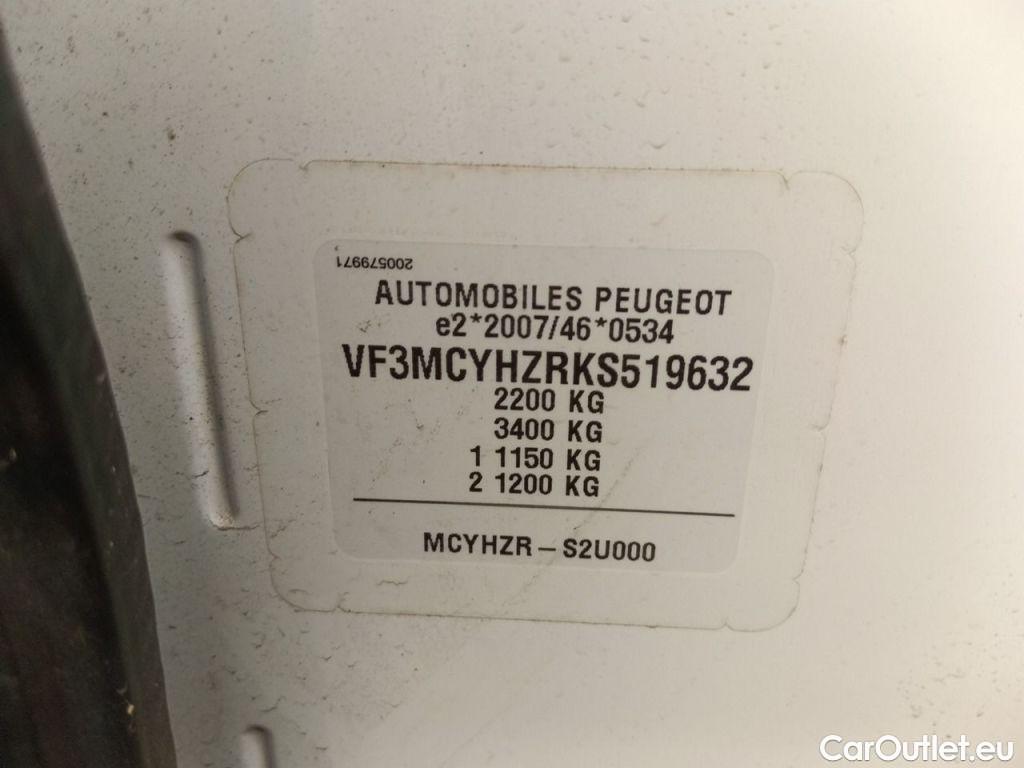 200579971
AUTOMOBILES PEUGEOT
e2*2007/46*0534
VF3MCYHZRKS519632
2200 KG
3400 KG
1 1150 KG
2 1200 KG
MCYHZR – S2U000
CarOutlet.eu